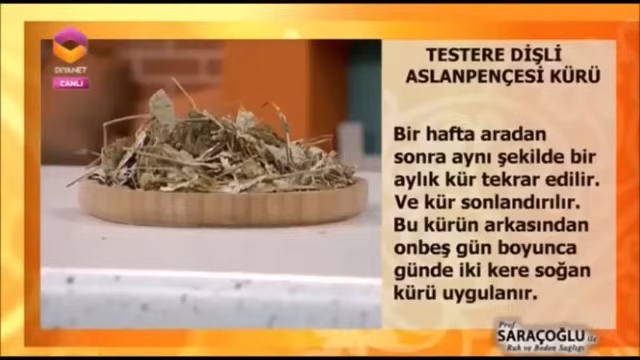 DİYANET
CANLI
TESTERE DİŞLİ
ASLANPENÇESİ KÜRÜ
Bir hafta aradan
sonra aynı şekilde bir
aylık kür tekrar edilir.
Ve kür sonlandırılır.
Bu kürün arkasından
onbeş gün boyunca
günde iki kere soğan
kürü uygulanır.
Prof.
SARAÇOĞLU ile
Ruh ve Beden Sağlığı